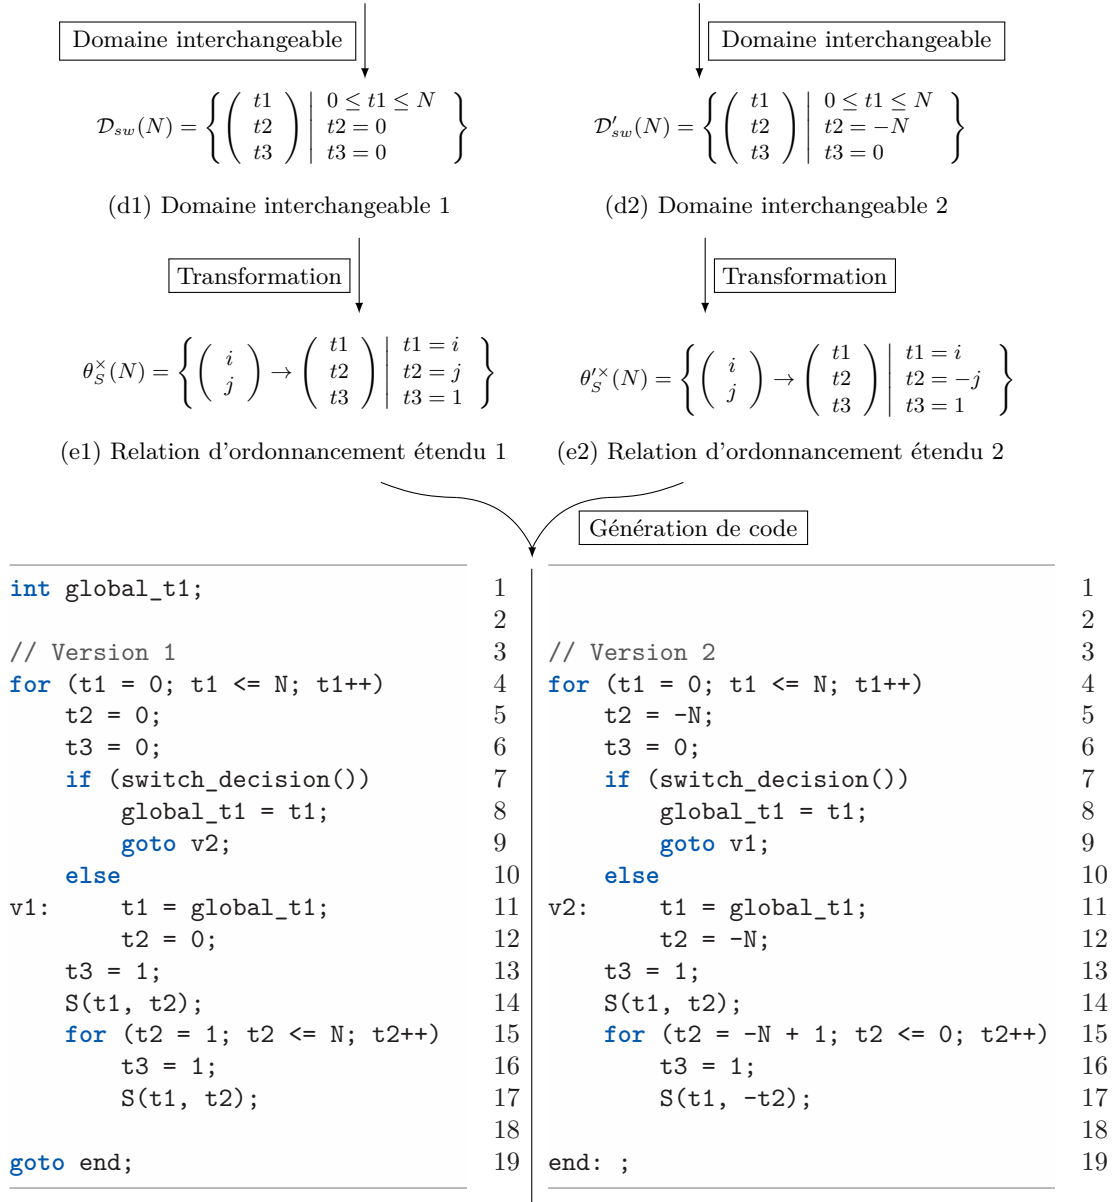 Domaine interchangeable
Domaine interchangeable
𝒟sw(N) = { ( t1 t2 t3 ) | 0 ≤ t1 ≤ N t2 = 0 t3 = 0 }
𝒟′sw(N) = { ( t1 t2 t3 ) | 0 ≤ t1 ≤ N t2 = −N t3 = 0 }
(d1) Domaine interchangeable 1
(d2) Domaine interchangeable 2
Transformation
Transformation
θ×S(N) = { ( i j ) → ( t1 t2 t3 ) | t1 = i t2 = j t3 = 1 }
θ′×S(N) = { ( i j ) → ( t1 t2 t3 ) | t1 = i t2 = −j t3 = 1 }
(e1) Relation d'ordonnancement étendu 1
(e2) Relation d'ordonnancement étendu 2
Génération de code
int global_t1; 1
2
// Version 1 3
for (t1 = 0; t1 <= N; t1++) 4
t2 = 0; 5
t3 = 0; 6
if (switch_decision()) 7
global_t1 = t1; 8
goto v2; 9
else 10
v1: t1 = global_t1; 11
t2 = 0; 12
t3 = 1; 13
S(t1, t2); 14
for (t2 = 1; t2 <= N; t2++) 15
t3 = 1; 16
S(t1, t2); 17
18
goto end; 19
1
2
// Version 2 3
for (t1 = 0; t1 <= N; t1++) 4
t2 = -N; 5
t3 = 0; 6
if (switch_decision()) 7
global_t1 = t1; 8
goto v1; 9
else 10
v2: t1 = global_t1; 11
t2 = -N; 12
t3 = 1; 13
S(t1, t2); 14
for (t2 = -N + 1; t2 <= 0; t2++) 15
t3 = 1; 16
S(t1, -t2); 17
18
end: ; 19